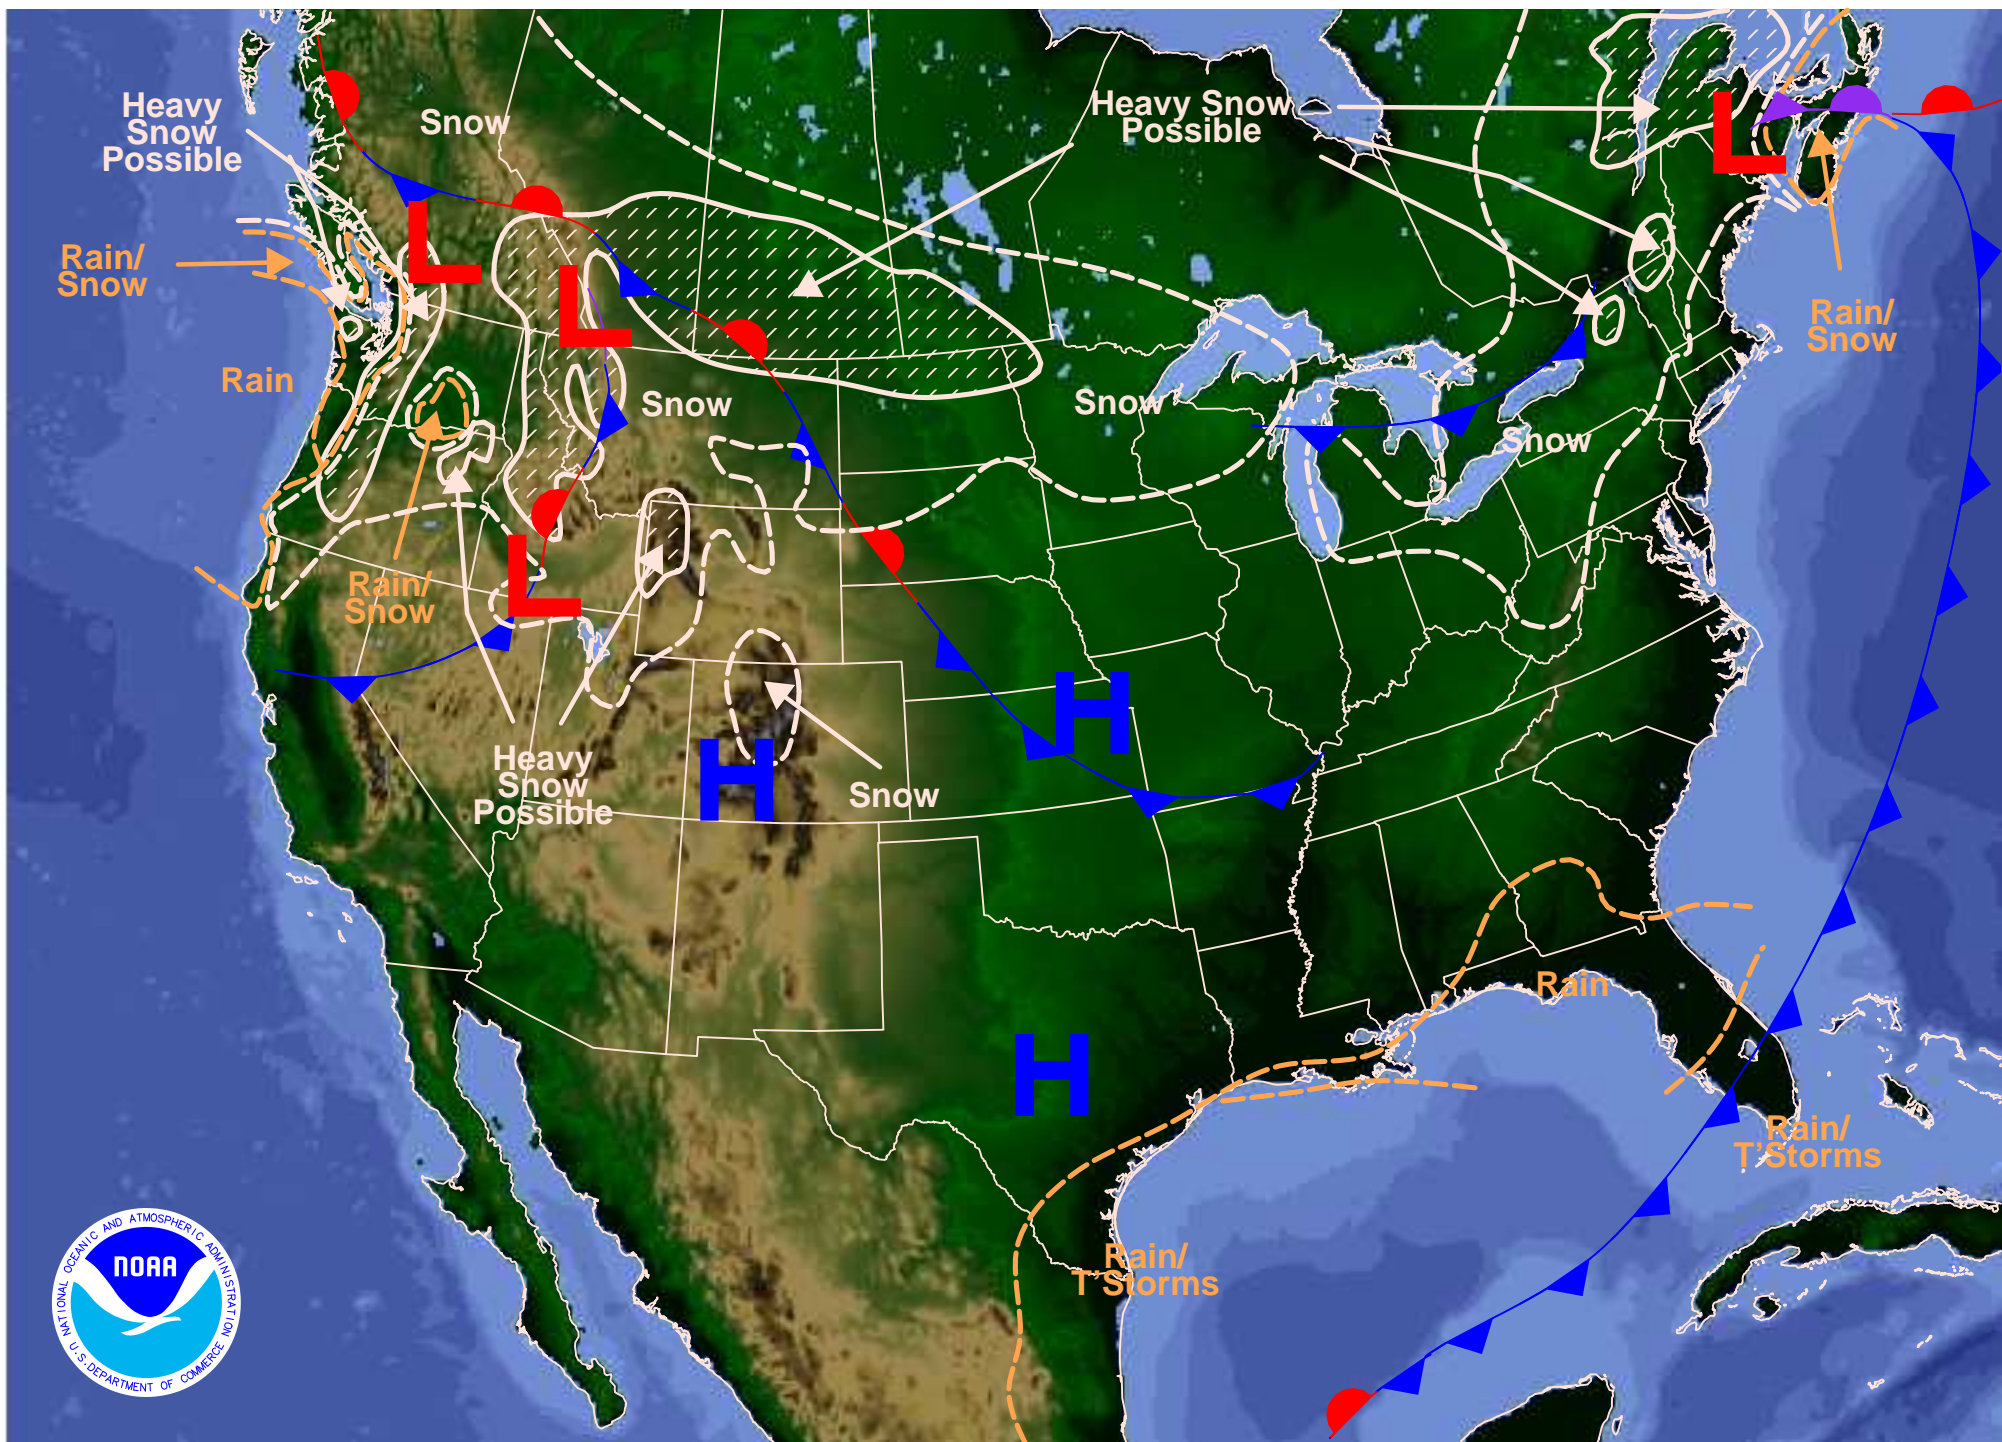 Heavy
Snow
Possible
Snow
Heavy Snow
Possible
L
Rain/
Snow
L
L
Rain/
Snow
Rain
Snow
Snow
Snow
L
Rain/
Snow
H
Heavy
Snow
Possible
H
Snow
Rain
H
Rain/
T'Storms
Rain/
T'Storms
NATIONAL OCEANIC AND ATMOSPHERIC ADMINISTRATION
NOAA
U.S. DEPARTMENT OF COMMERCE